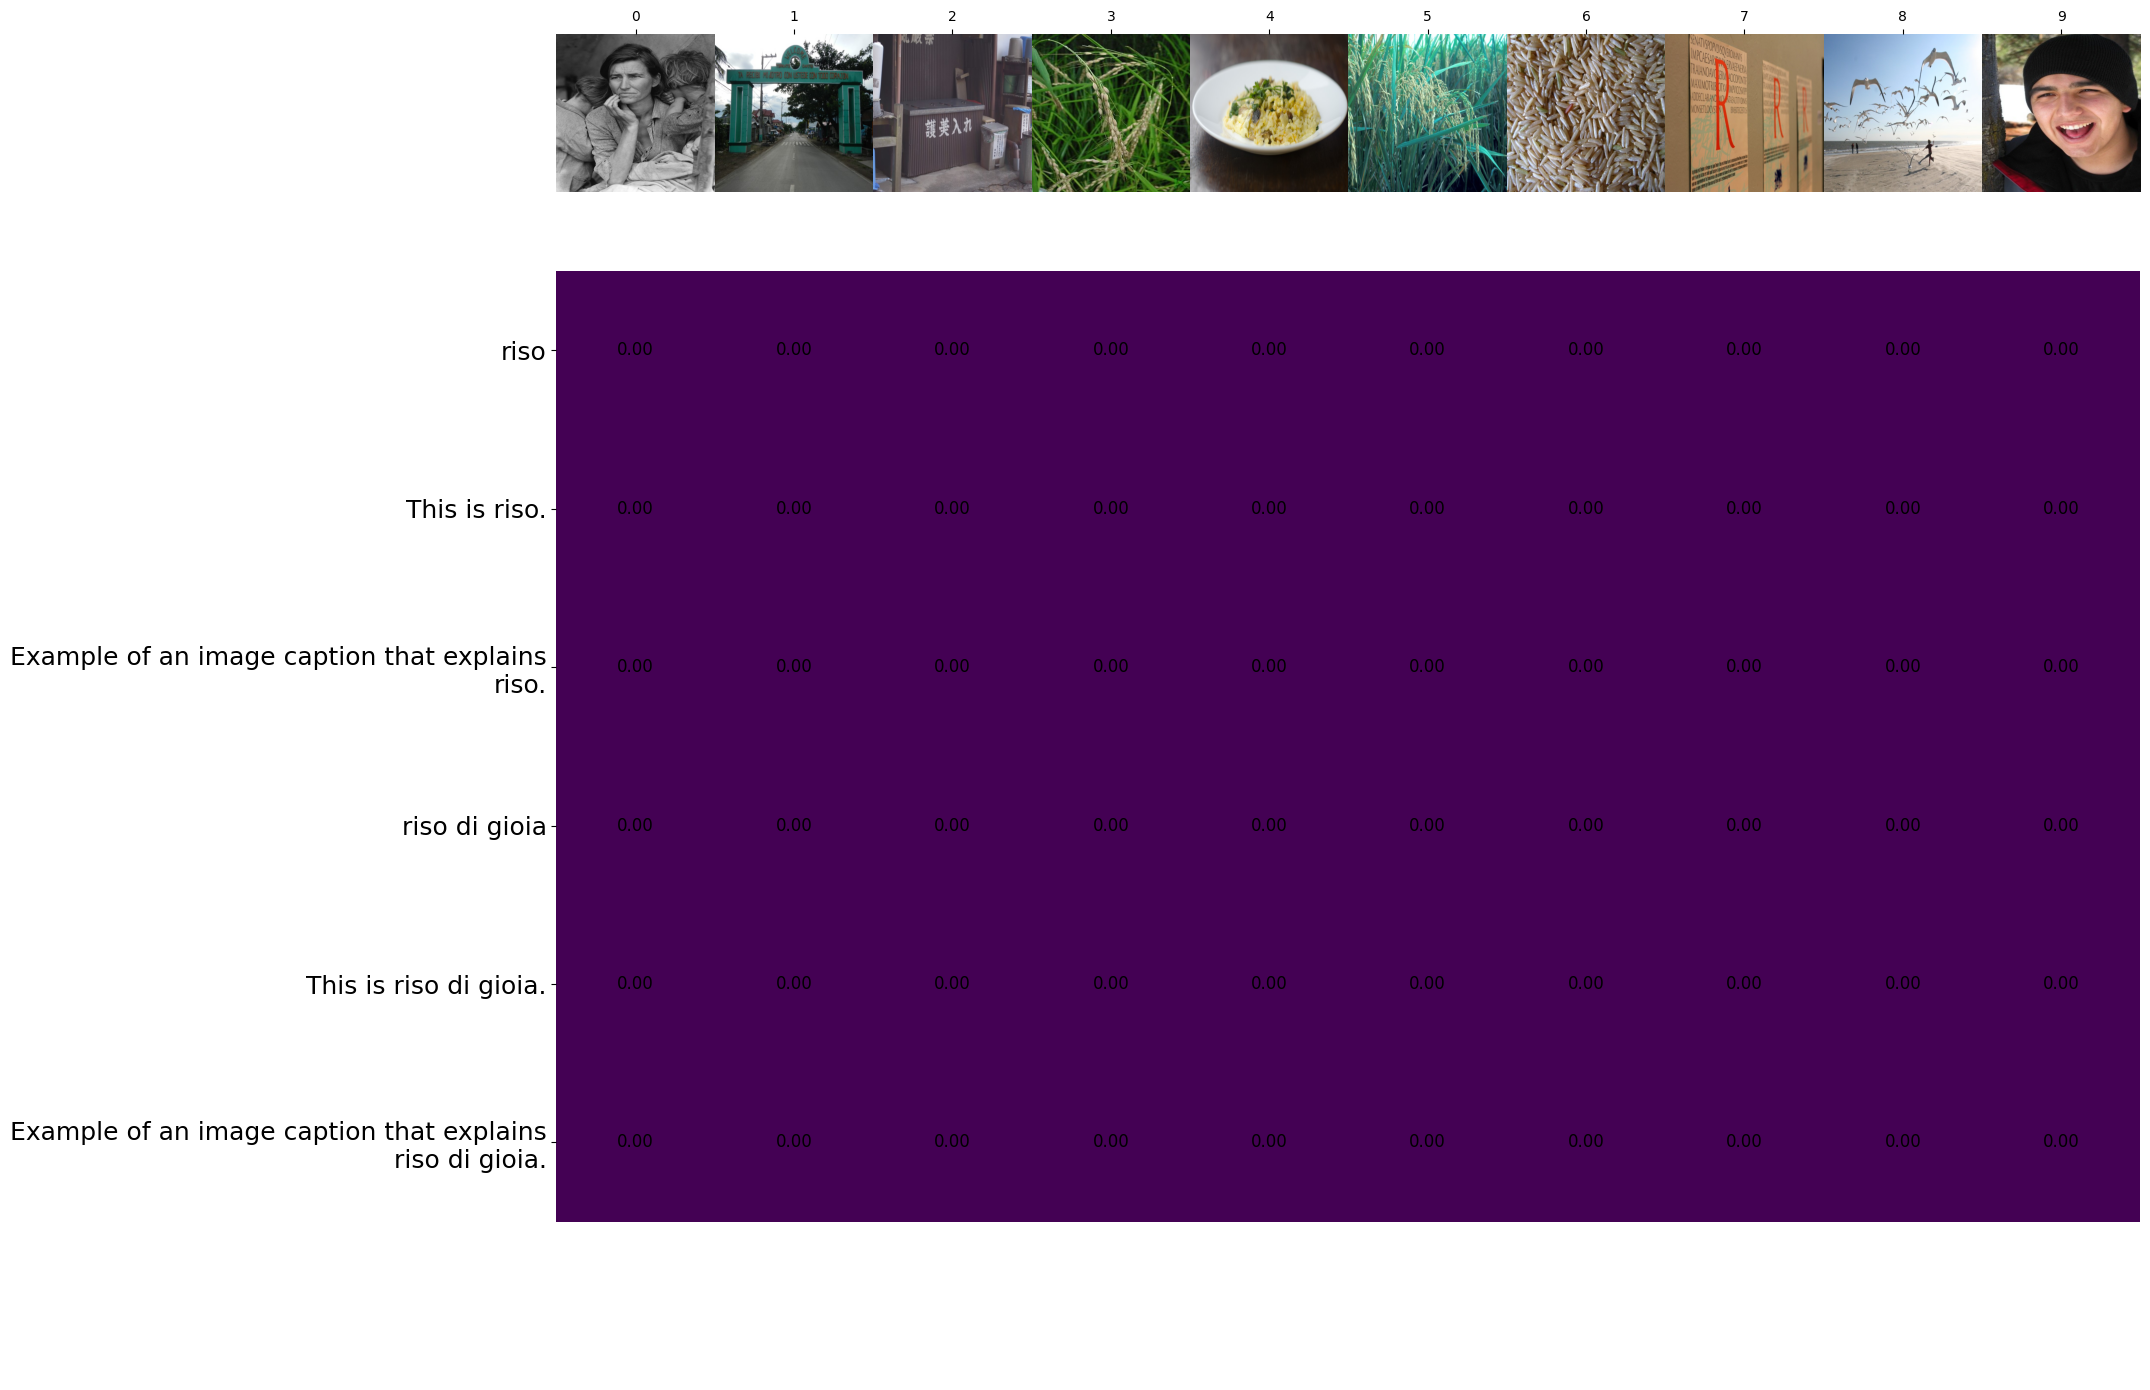 0 1 2 3 4 5 6 7 8 9
護美入れ
R R R
riso 0.00 0.00 0.00 0.00 0.00 0.00 0.00 0.00 0.00 0.00
This is riso. 0.00 0.00 0.00 0.00 0.00 0.00 0.00 0.00 0.00 0.00
Example of an image caption that explains
riso. 0.00 0.00 0.00 0.00 0.00 0.00 0.00 0.00 0.00 0.00
riso di gioia 0.00 0.00 0.00 0.00 0.00 0.00 0.00 0.00 0.00 0.00
This is riso di gioia. 0.00 0.00 0.00 0.00 0.00 0.00 0.00 0.00 0.00 0.00
Example of an image caption that explains
riso di gioia. 0.00 0.00 0.00 0.00 0.00 0.00 0.00 0.00 0.00 0.00